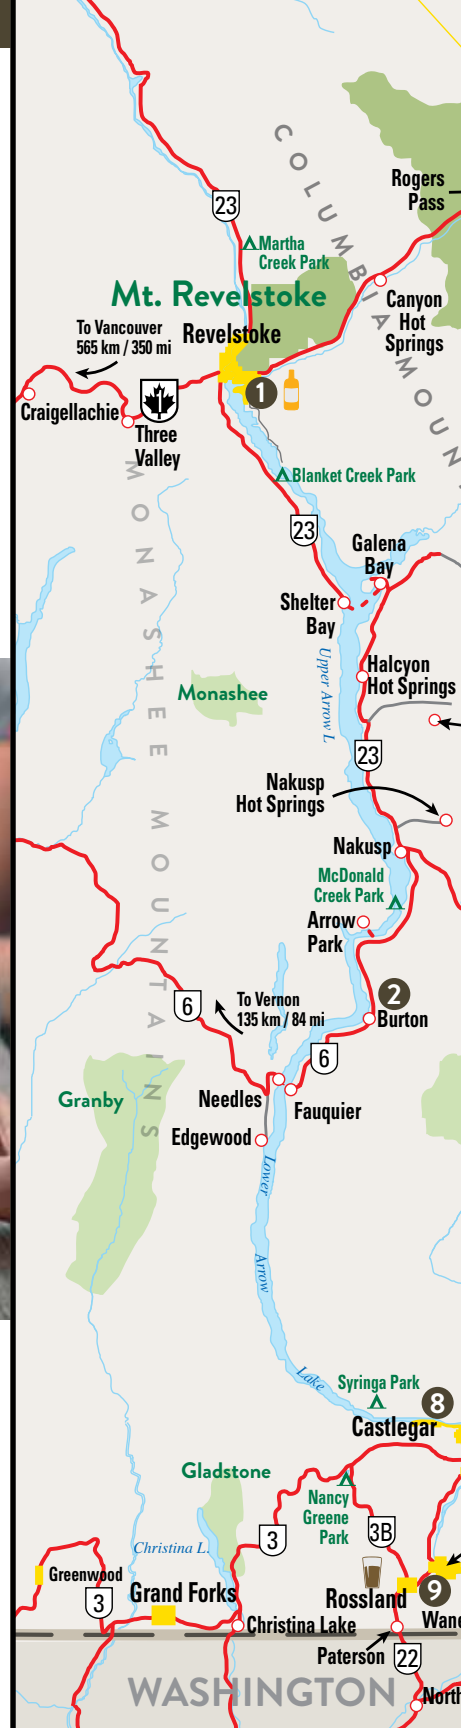 COLUMBIA MOUN
Rogers
Pass
23
Martha
Creek Park
Mt. Revelstoke
Canyon
Hot
Springs
To Vancouver
565 km / 350 mi
Revelstoke
1
Craigellachie
Three
Valley
MONASHEE MOUNTAINS
Blanket Creek Park
23
Galena
Bay
Shelter
Bay
Upper Arrow L.
Halcyon
Hot Springs
Monashee
23
Nakusp
Hot Springs
Nakusp
McDonald
Creek Park
Arrow
Park
2
Burton
6
To Vernon
135 km / 84 mi
6
Granby
Needles
Fauquier
Edgewood
Lower
Arrow
Lake
Syringa Park
8
Castlegar
Gladstone
Nancy
Greene
Park
3
3B
Christina L.
Greenwood
3
Grand Forks
Rossland
9
Christina Lake
Wane
Paterson
22
WASHINGTON
North